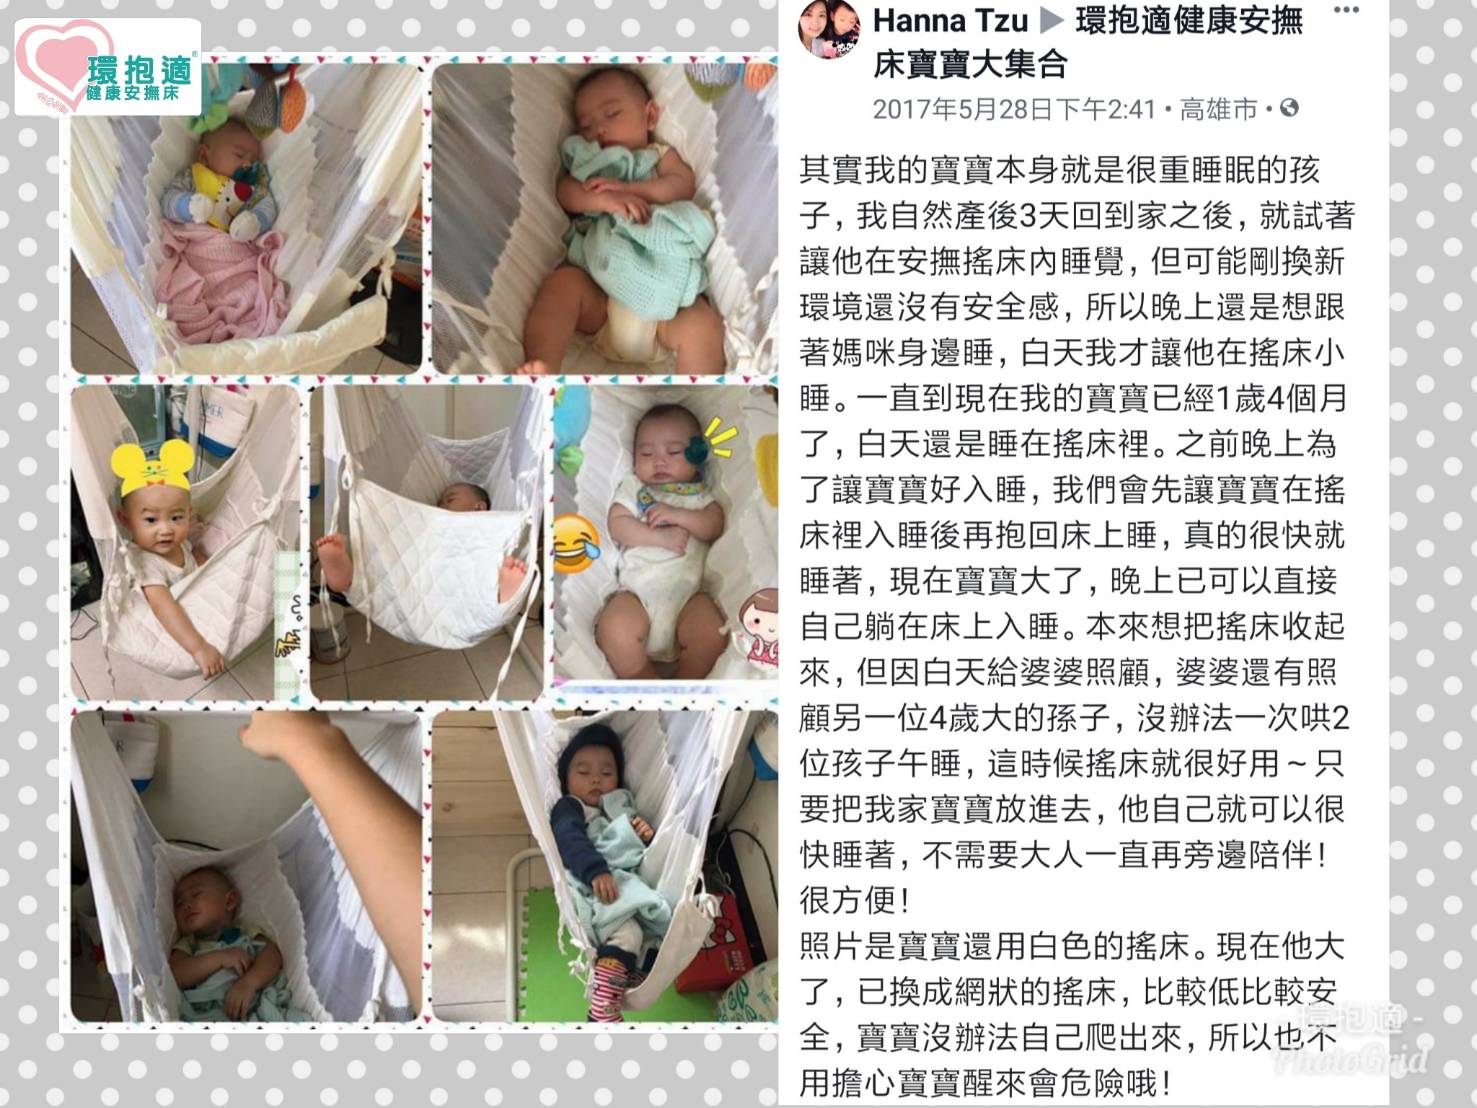 環抱適®
健康安撫床
Hanna Tzu ▶ 環抱適健康安撫
床寶寶大集合
2017年5月28日下午2:41 · 高雄市 ·
其實我的寶寶本身就是很重睡眠的孩
子，我自然產後3天回到家之後，就試著
讓他在安撫搖床內睡覺，但可能剛換新
環境還沒有安全感，所以晚上還是想跟
著媽咪身邊睡，白天我才讓他在搖床小
睡。一直到現在我的寶寶已經1歲4個月
了，白天還是睡在搖床裡。之前晚上為
了讓寶寶好入睡，我們會先讓寶寶在搖
床裡入睡後再抱回床上睡，真的很快就
睡著，現在寶寶大了，晚上已可以直接
自己躺在床上入睡。本來想把搖床收起
來，但因白天給婆婆照顧，婆婆還有照
顧另一位4歲大的孫子，沒辦法一次哄2
位孩子午睡，這時候搖床就很好用～只
要把我家寶寶放進去，他自己就可以很
快睡著，不需要大人一直再旁邊陪伴！
很方便！
照片是寶寶還用白色的搖床。現在他大
了，已換成網狀的搖床，比較低比較安
全，寶寶沒辦法自己爬出來，所以也不
用擔心寶寶醒來會危險哦！
- 環抱適 -
PhotoGrid